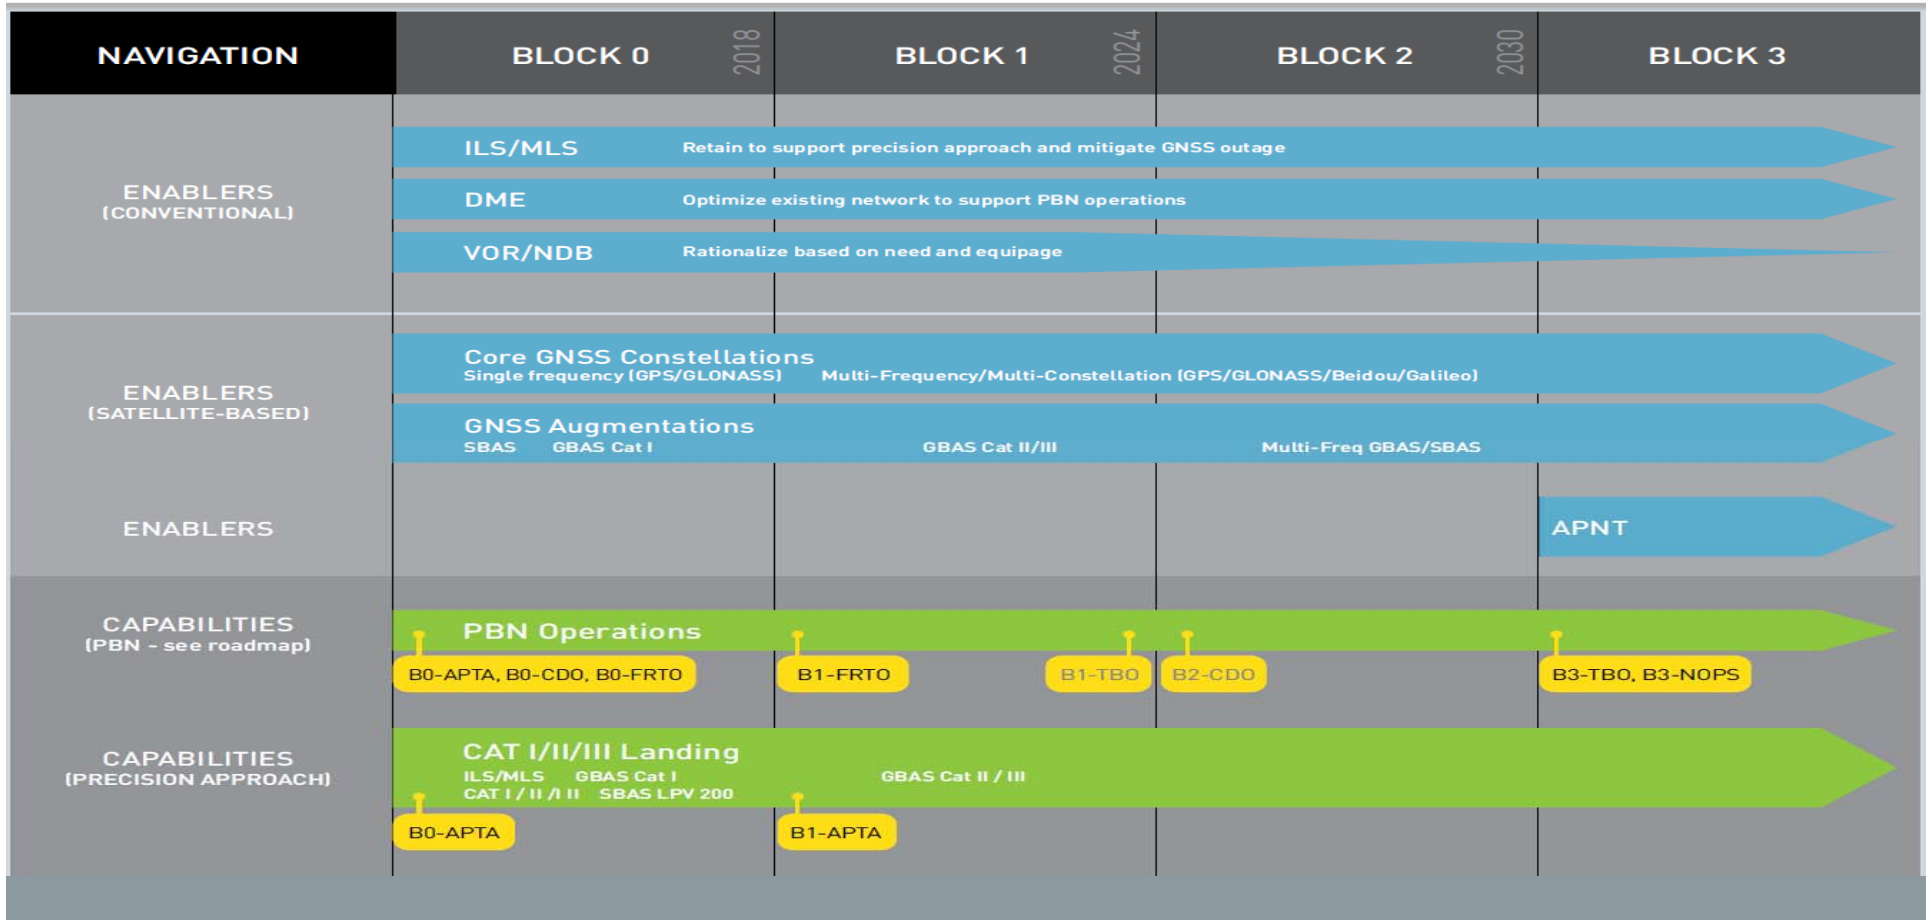 NAVIGATION
BLOCK 0
2018
BLOCK 1
2024
BLOCK 2
2030
BLOCK 3
ENABLERS
(CONVENTIONAL)
ILS/MLS Retain to support precision approach and mitigate GNSS outage
DME Optimize existing network to support PBN operations
VOR/NDB Rationalize based on need and equipage
ENABLERS
(SATELLITE-BASED)
Core GNSS Constellations
Single frequency (GPS/GLONASS) Multi-Frequency/Multi-Constellation (GPS/GLONASS/Beidou/Galileo)
GNSS Augmentations
SBAS GBAS Cat I GBAS Cat II/III Multi-Freq GBAS/SBAS
ENABLERS
APNT
CAPABILITIES
(PBN - see roadmap)
PBN Operations
B0-APTA, B0-CDO, B0-FRTO
B1-FRTO
B1-TBO
B2-CDO
B3-TBO, B3-NOPS
CAPABILITIES
(PRECISION APPROACH)
CAT I/II/III Landing
ILS/MLS GBAS Cat I GBAS Cat II / III
CAT I / II /I II SBAS LPV 200
B0-APTA
B1-APTA